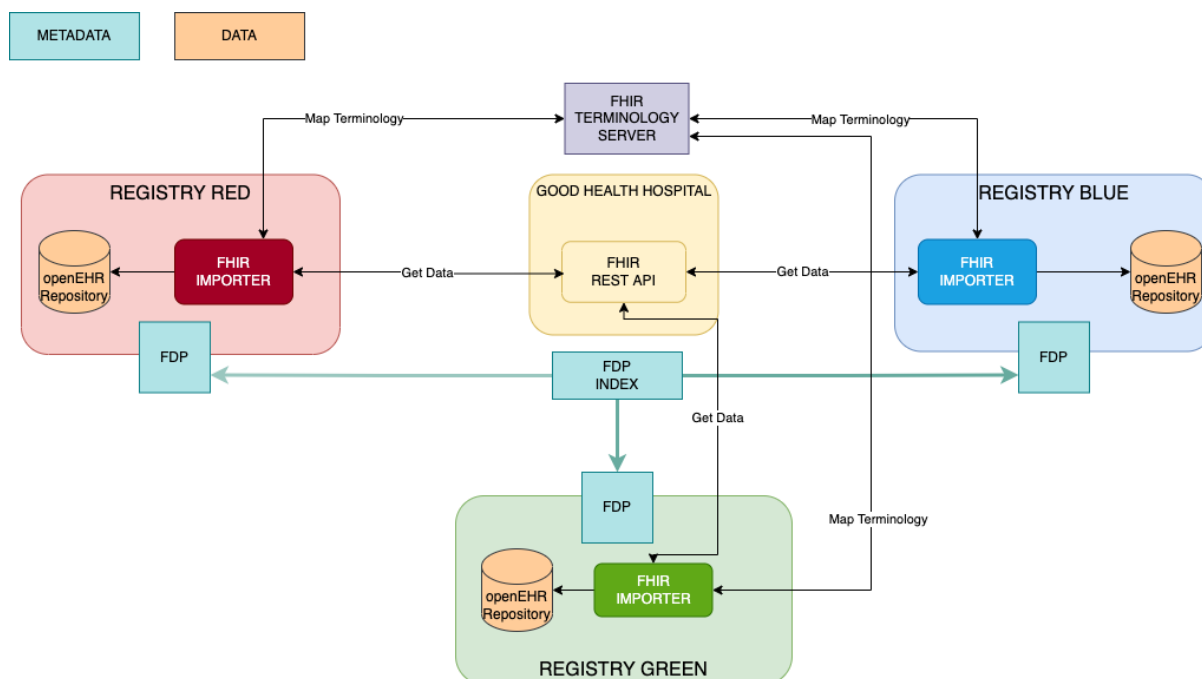 METADATA
DATA
FHIR
TERMINOLOGY
SERVER
Map Terminology
Map Terminology
REGISTRY RED
GOOD HEALTH HOSPITAL
REGISTRY BLUE
openEHR
Repository
FHIR
IMPORTER
Get Data
FHIR
REST API
Get Data
FHIR
IMPORTER
openEHR
Repository
FDP
FDP
INDEX
FDP
Get Data
FDP
Map Terminology
openEHR
Repository
FHIR
IMPORTER
REGISTRY GREEN